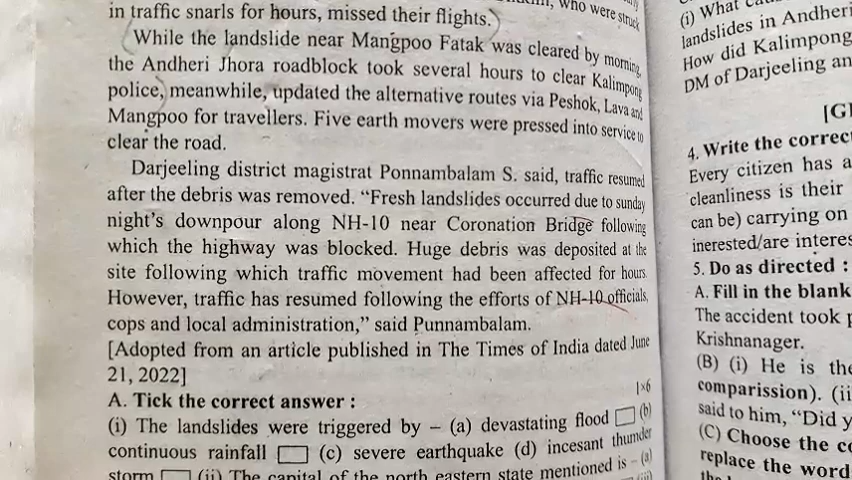 who were struck
in traffic snarls for hours, missed their flights.
While the landslide near Mangpoo Fatak was cleared by morning,
the Andheri Jhora roadblock took several hours to clear Kalimpong
police, meanwhile, updated the alternative routes via Peshok, Lava and
Mangpoo for travellers. Five earth movers were pressed into service to
clear the road.
Darjeeling district magistrat Ponnambalam S. said, traffic resumed
after the debris was removed. “Fresh landslides occurred due to sunday
night's downpour along NH-10 near Coronation Bridge following
which the highway was blocked. Huge debris was deposited at the
site following which traffic movement had been affected for hours.
However, traffic has resumed following the efforts of NH-10 officials,
cops and local administration,” said Punnambalam.
[Adopted from an article published in The Times of India dated June
21, 2022]
1×6
A. Tick the correct answer :
(i) The landslides were triggered by – (a) devastating flood (b)
continuous rainfall (c) severe earthquake (d) incesant thunder
storm (ii) The capital of the north eastern state mentioned is – (a)
(iii)
(i) What
landslides in Andheri
How did Kalimpong
DM of Darjeeling an
4. Write the correct
Every citizen has a
cleanliness is their
can be) carrying on
inerested/are interes
5. Do as directed :
A. Fill in the blank
The accident took p
Krishnanager.
(B) (i) He is the
comparission). (ii
said to him, “Did y
(C) Choose the co
replace the word